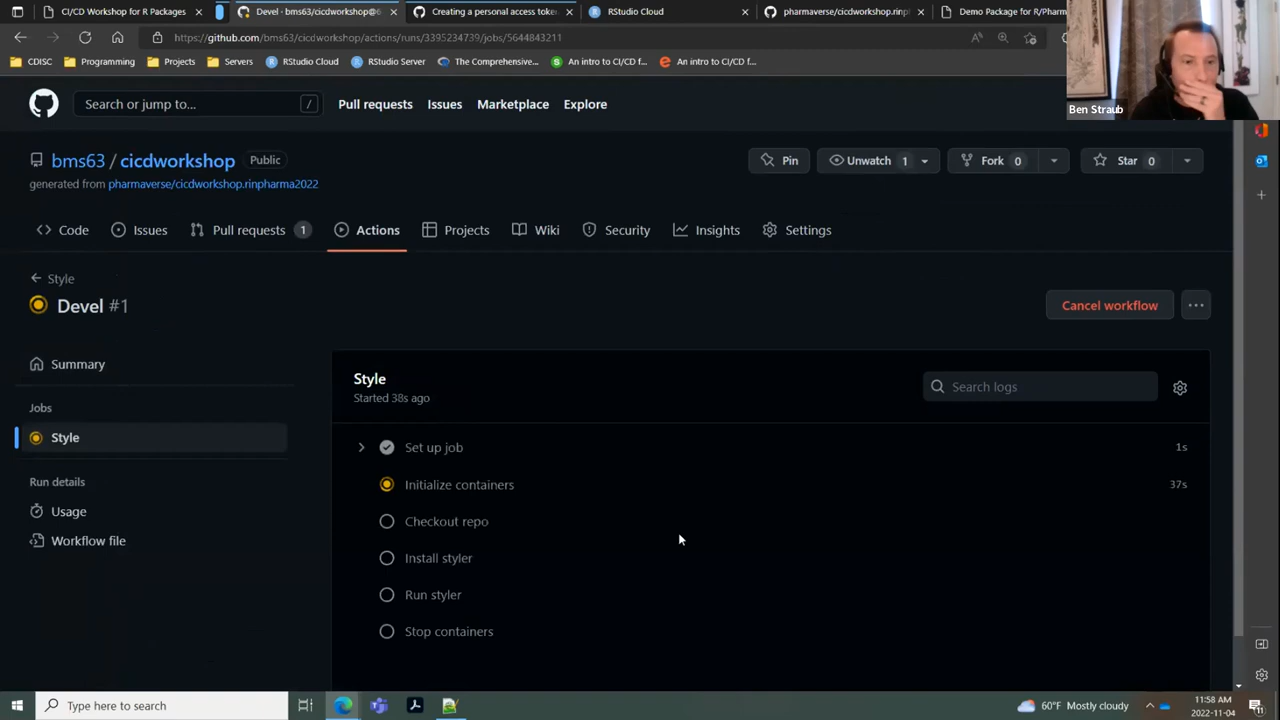 CI/CD Workshop for R Packages
Devel · bms63/cicdworkshop@6
Creating a personal access toke
RStudio Cloud
pharmaverse/cicdworkshop.rinp
Demo Package for R/Pharm
https://github.com/bms63/cicdworkshop/actions/runs/3395234739/jobs/5644843211
CDISC
Programming
Projects
Servers
RStudio Cloud
RStudio Server
The Comprehensive...
An intro to CI/CD f...
An intro to CI/CD f...
Ben Straub
Search or jump to...
/
Pull requests
Issues
Marketplace
Explore
bms63 / cicdworkshop
Public
Pin
Unwatch 1
Fork 0
Star 0
generated from pharmaverse/cicdworkshop.rinpharma2022
Code
Issues
Pull requests 1
Actions
Projects
Wiki
Security
Insights
Settings
Style
Devel #1
Cancel workflow
Summary
Jobs
Style
Run details
Usage
Workflow file
Style
Started 38s ago
Search logs
Set up job 1s
Initialize containers 37s
Checkout repo
Install styler
Run styler
Stop containers
Type here to search
60°F Mostly cloudy
11:58 AM
2022-11-04
11